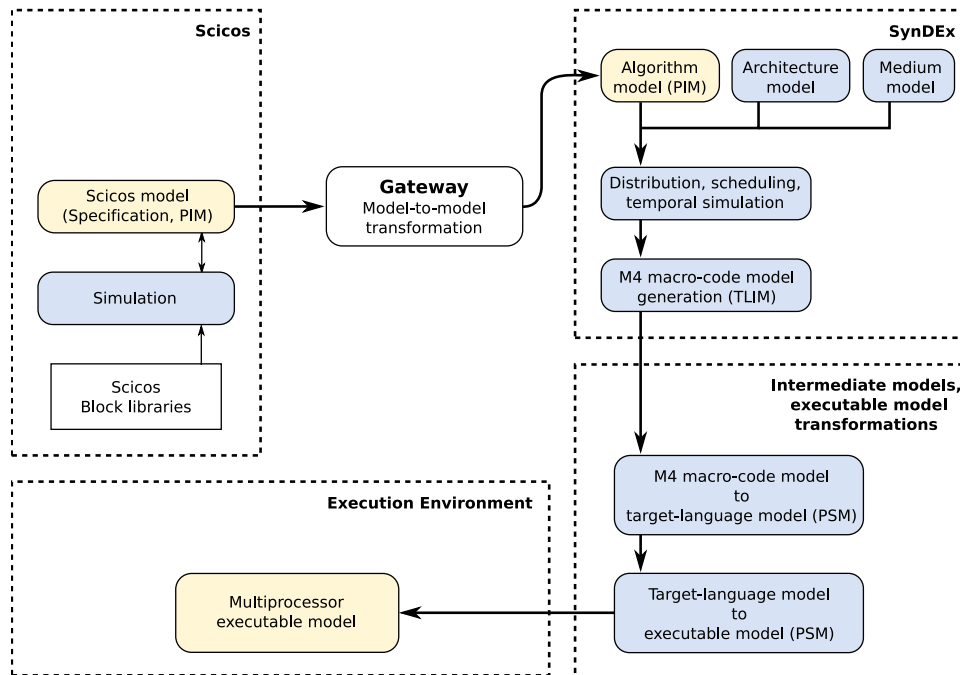 Scicos
Scicos model
(Specification, PIM)
Simulation
Scicos
Block libraries
Gateway
Model-to-model
transformation
SynDEx
Algorithm
model (PIM)
Architecture
model
Medium
model
Distribution, scheduling,
temporal simulation
M4 macro-code model
generation (TLIM)
Intermediate models,
executable model
transformations
M4 macro-code model
to
target-language model (PSM)
Target-language model
to
executable model (PSM)
Execution Environment
Multiprocessor
executable model